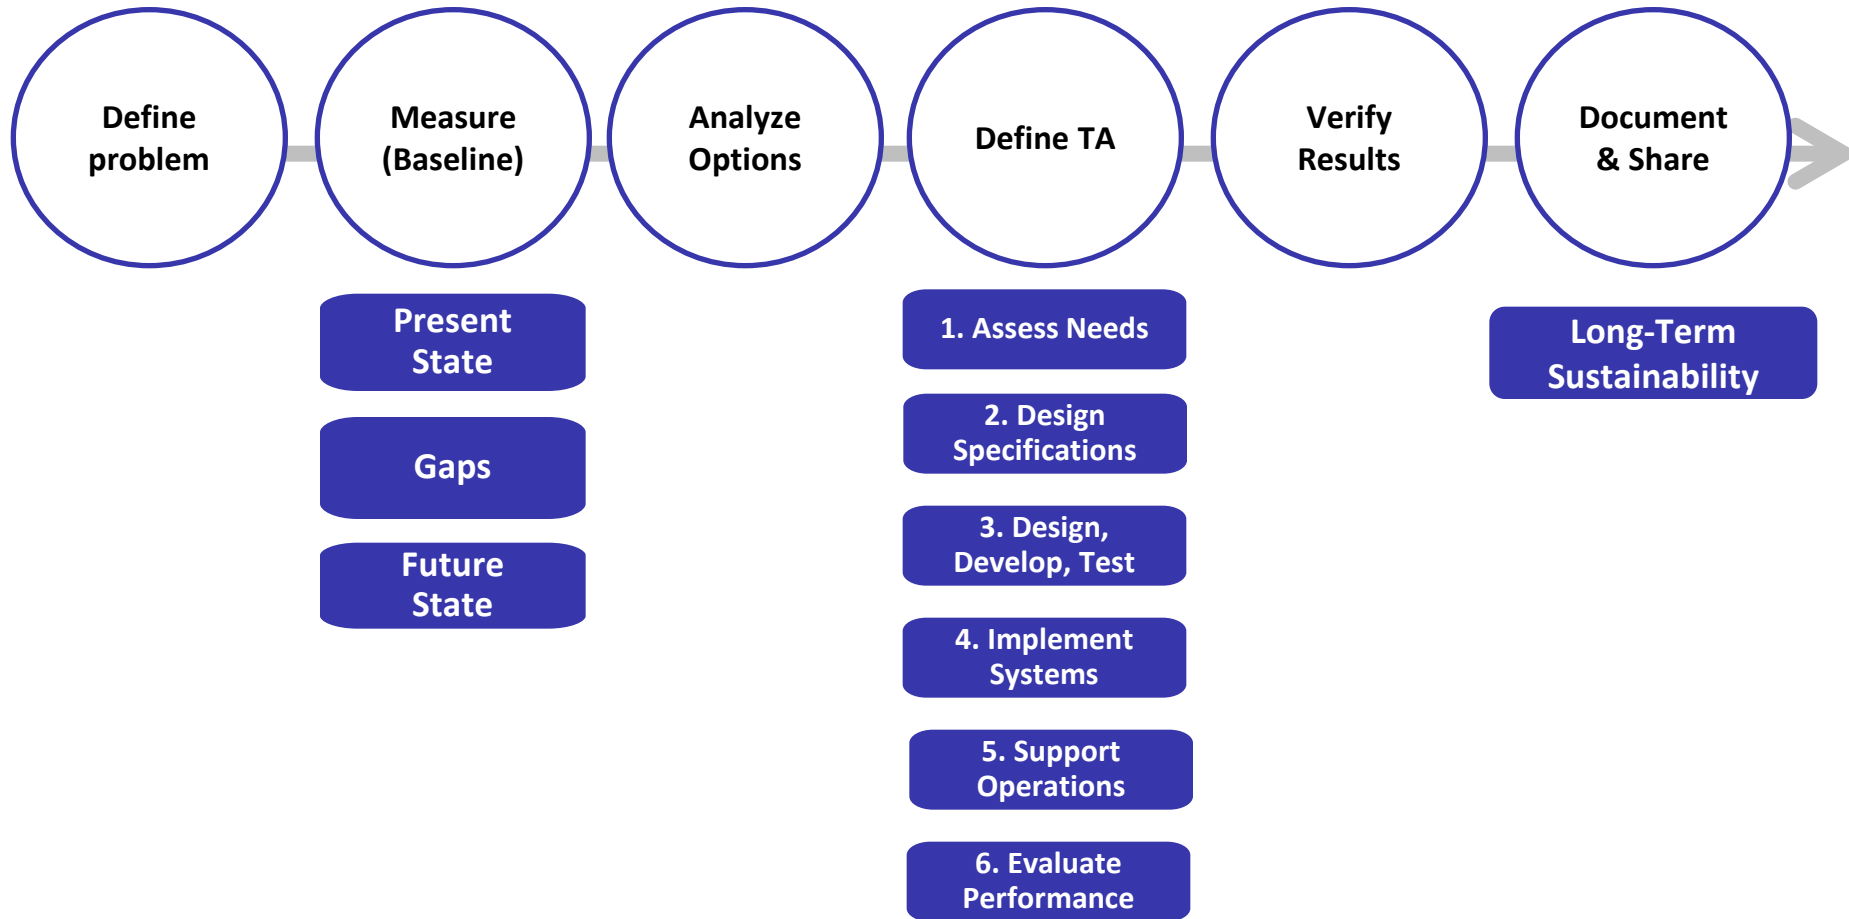 Define
problem
Measure
(Baseline)
Analyze
Options
Define TA
Verify
Results
Document
& Share
Present
State
Gaps
Future
State
1. Assess Needs
2. Design
Specifications
3. Design,
Develop, Test
4. Implement
Systems
5. Support
Operations
6. Evaluate
Performance
Long-Term
Sustainability